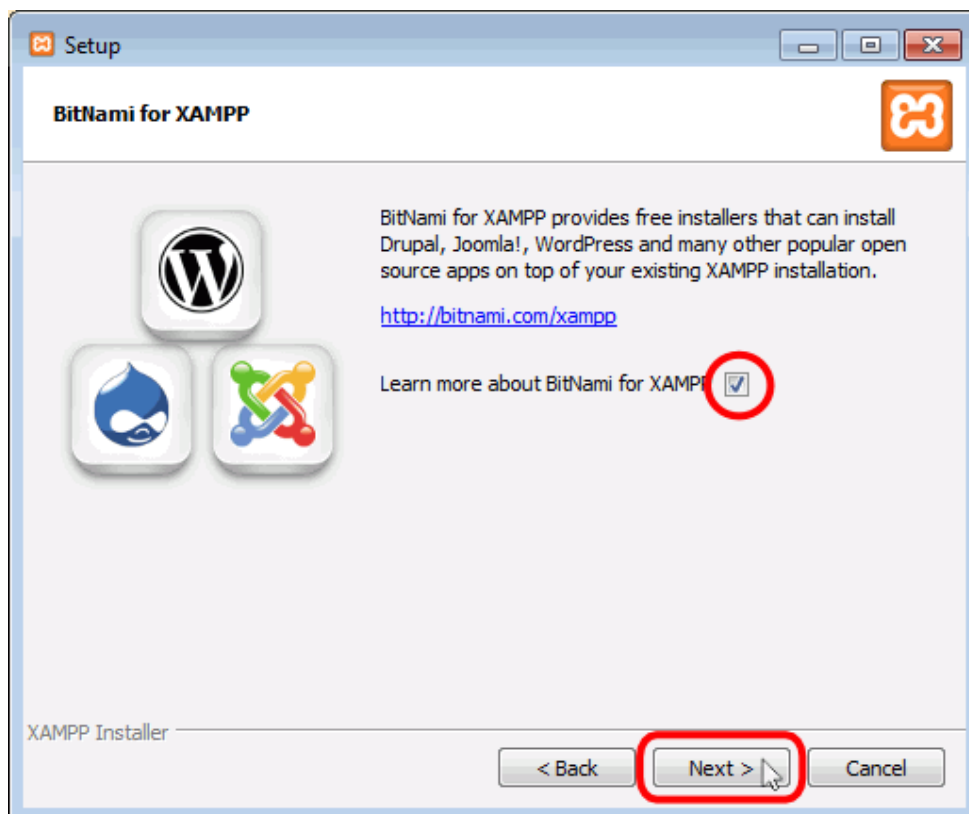 Setup
BitNami for XAMPP
BitNami for XAMPP provides free installers that can install
Drupal, Joomla!, WordPress and many other popular open
source apps on top of your existing XAMPP installation.
http://bitnami.com/xampp
Learn more about BitNami for XAMPP
XAMPP Installer
< Back
Next >
Cancel